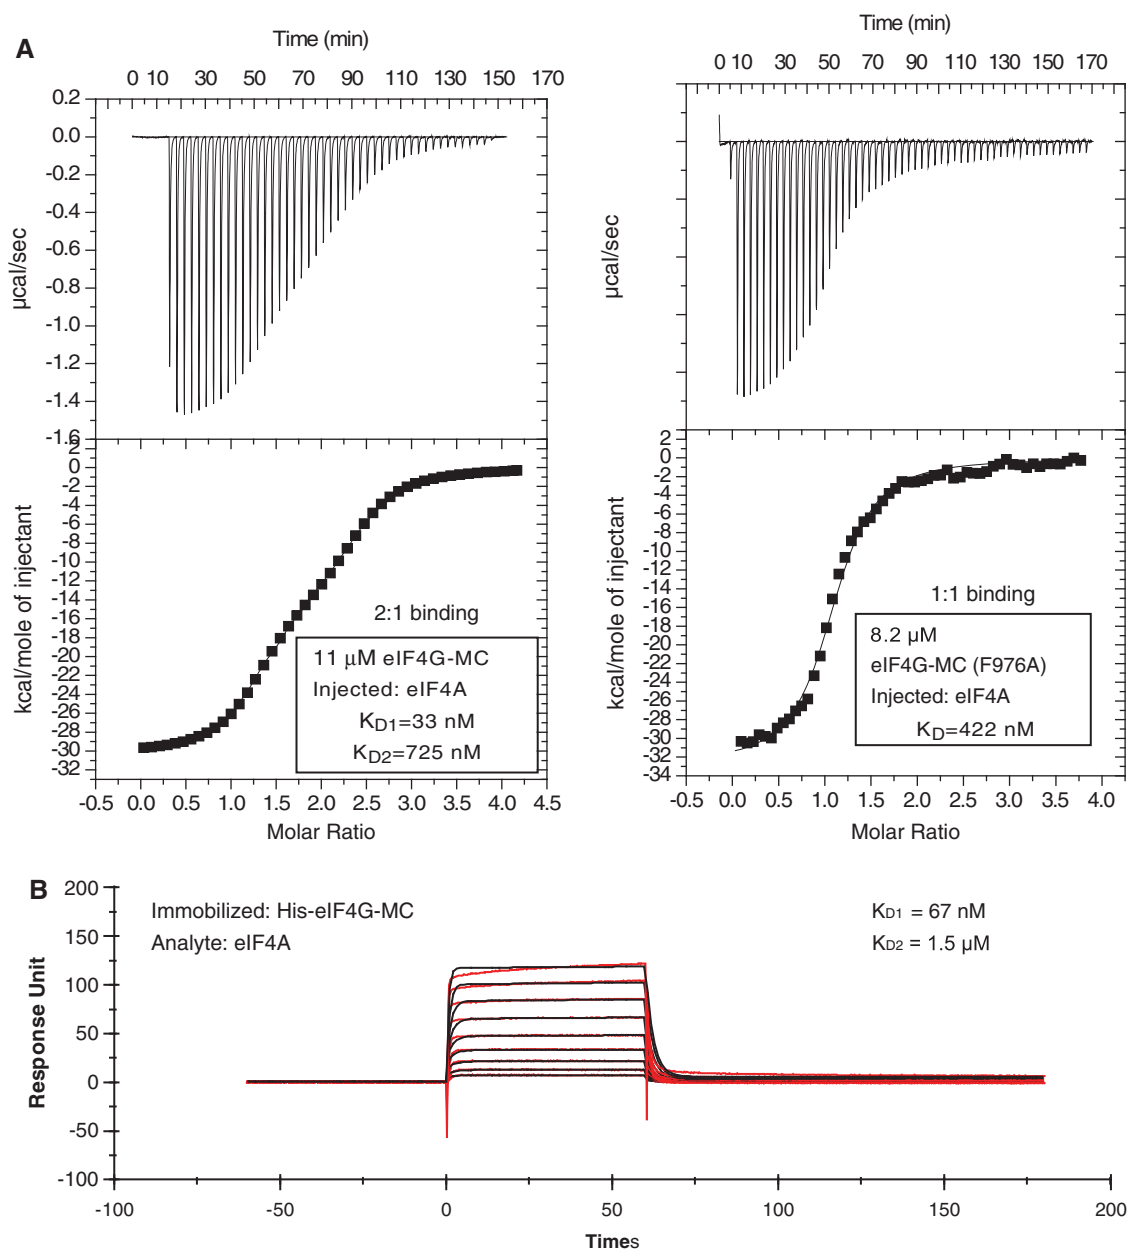 A
Time (min)
0 10 30 50 70 90 110 130 150 170
0.2
0.0
-0.2
-0.4
-0.6
-0.8
-1.0
-1.2
-1.4
-1.6
µcal/sec
2
0
-2
-4
-6
-8
-10
-12
-14
-16
-18
-20
-22
-24
-26
-28
-30
-32
kcal/mole of injectant
2:1 binding
11 µM eIF4G-MC
Injected: eIF4A
KD1=33 nM
KD2=725 nM
-0.5 0.0 0.5 1.0 1.5 2.0 2.5 3.0 3.5 4.0 4.5
Molar Ratio
Time (min)
0 10 30 50 70 90 110 130 150 170
µcal/sec
2
0
-2
-4
-6
-8
-10
-12
-14
-16
-18
-20
-22
-24
-26
-28
-30
-32
-34
kcal/mole of injectant
1:1 binding
8.2 µM
eIF4G-MC (F976A)
Injected: eIF4A
KD=422 nM
-0.5 0.0 0.5 1.0 1.5 2.0 2.5 3.0 3.5 4.0
Molar Ratio
B
200
150
100
50
0
-50
-100
Response Unit
Immobilized: His-eIF4G-MC
Analyte: eIF4A
KD1 = 67 nM
KD2 = 1.5 µM
-100 -50 0 50 100 150 200
Times